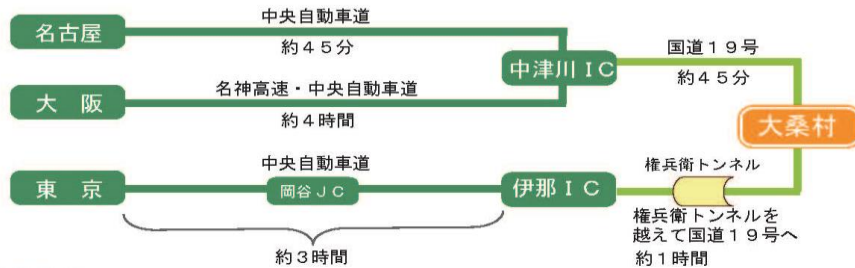 中央自動車道
名古屋
約４５分
中津川ＩＣ
国道１９号
約４５分
名神高速・中央自動車道
大　阪
約４時間
大桑村
中央自動車道
権兵衛トンネル
東　京
岡谷ＪＣ
伊那ＩＣ
権兵衛トンネルを
越えて国道１９号へ
約１時間
約３時間